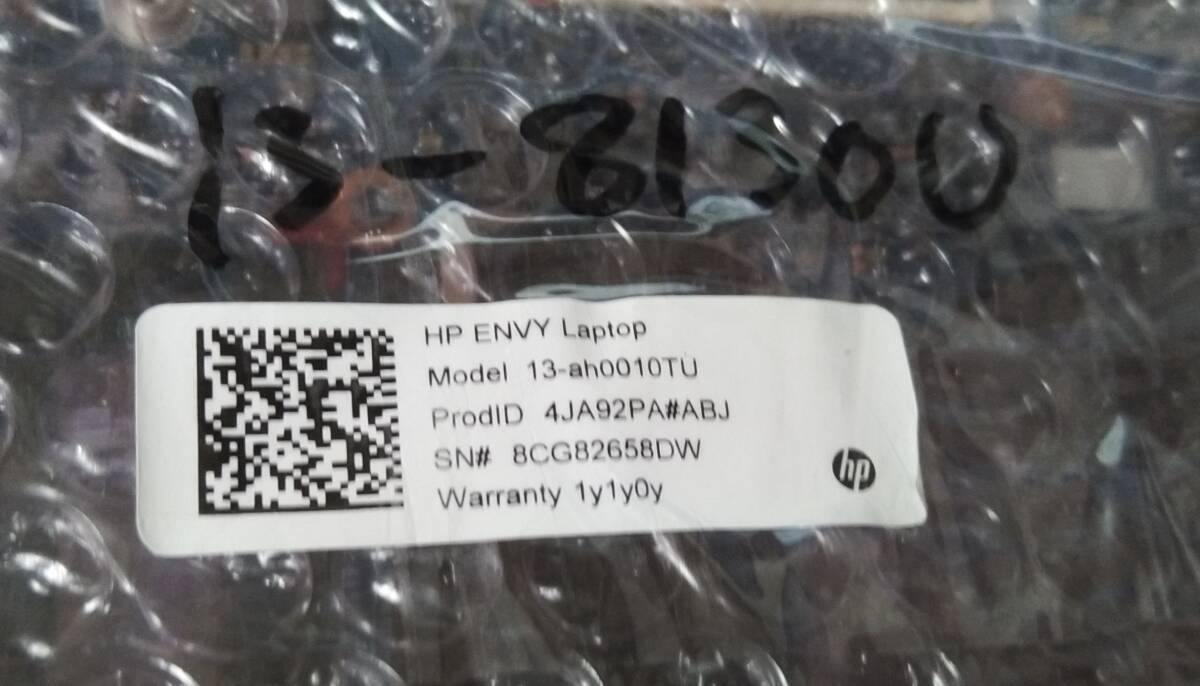 13-8130U
HP ENVY Laptop
Model 13-ah0010TU
ProdID 4JA92PA#ABJ
SN# 8CG82658DW
Warranty 1y1y0y
hp